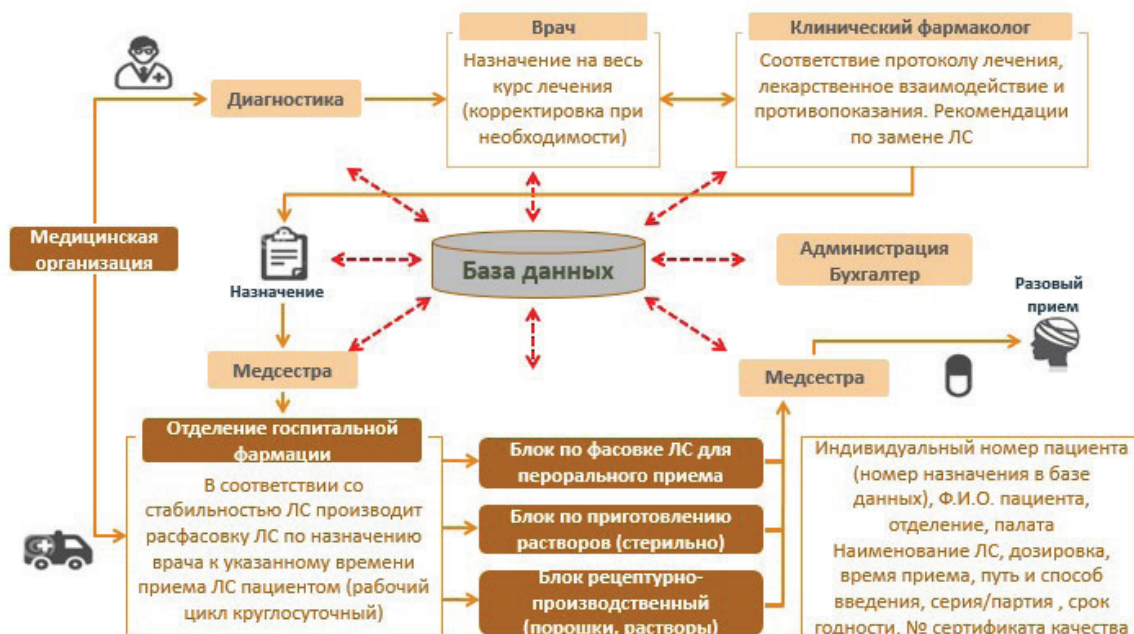 Врач
Назначение на весь
курс лечения
(корректировка при
необходимости)
Клинический фармаколог
Соответствие протоколу лечения,
лекарственное взаимодействие и
противопоказания. Рекомендации
по замене ЛС
Диагностика
Медицинская
организация
Назначение
База данных
Администрация
Бухгалтер
Разовый
прием
Медсестра
Медсестра
Отделение госпитальной
фармации
В соответствии со
стабильностью ЛС производит
расфасовку ЛС по назначению
врача к указанному времени
приема ЛС пациентом (рабочий
цикл круглосуточный)
Блок по фасовке ЛС для
перорального приема
Блок по приготовлению
растворов (стерильно)
Блок рецептурно-
производственный
(порошки, растворы)
Индивидуальный номер пациента
(номер назначения в базе
данных), Ф.И.О. пациента,
отделение, палата
Наименование ЛС, дозировка,
время приема, путь и способ
введения, серия/партия , срок
годности, № сертификата качества